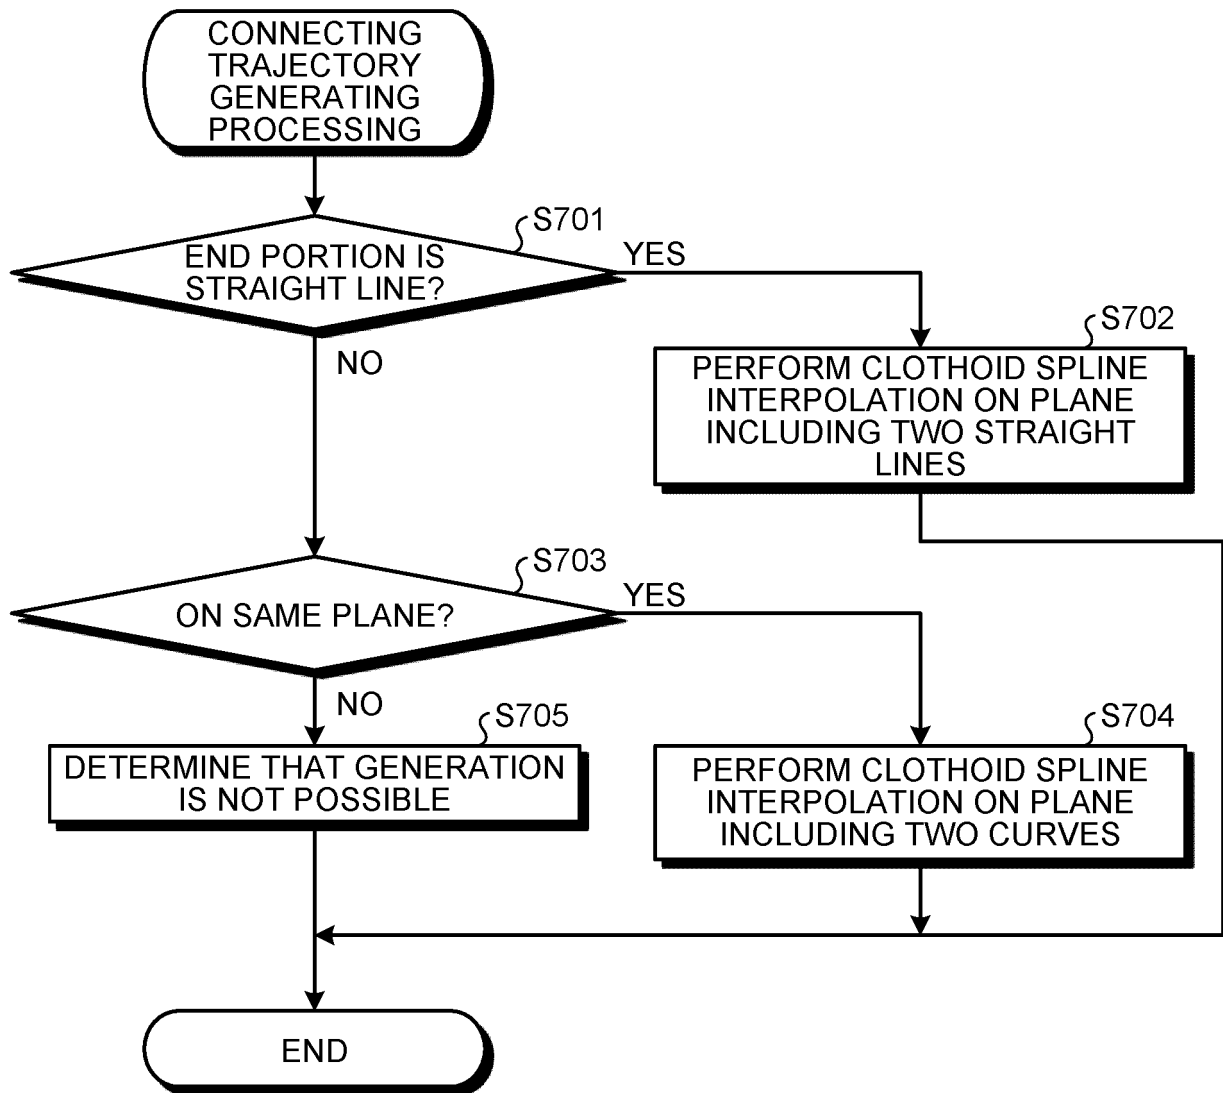 CONNECTING
TRAJECTORY
GENERATING
PROCESSING
S701
END PORTION IS
STRAIGHT LINE?
YES
NO
S702
PERFORM CLOTHOID SPLINE
INTERPOLATION ON PLANE
INCLUDING TWO STRAIGHT
LINES
S703
ON SAME PLANE?
YES
NO
S705
DETERMINE THAT GENERATION
IS NOT POSSIBLE
S704
PERFORM CLOTHOID SPLINE
INTERPOLATION ON PLANE
INCLUDING TWO CURVES
END